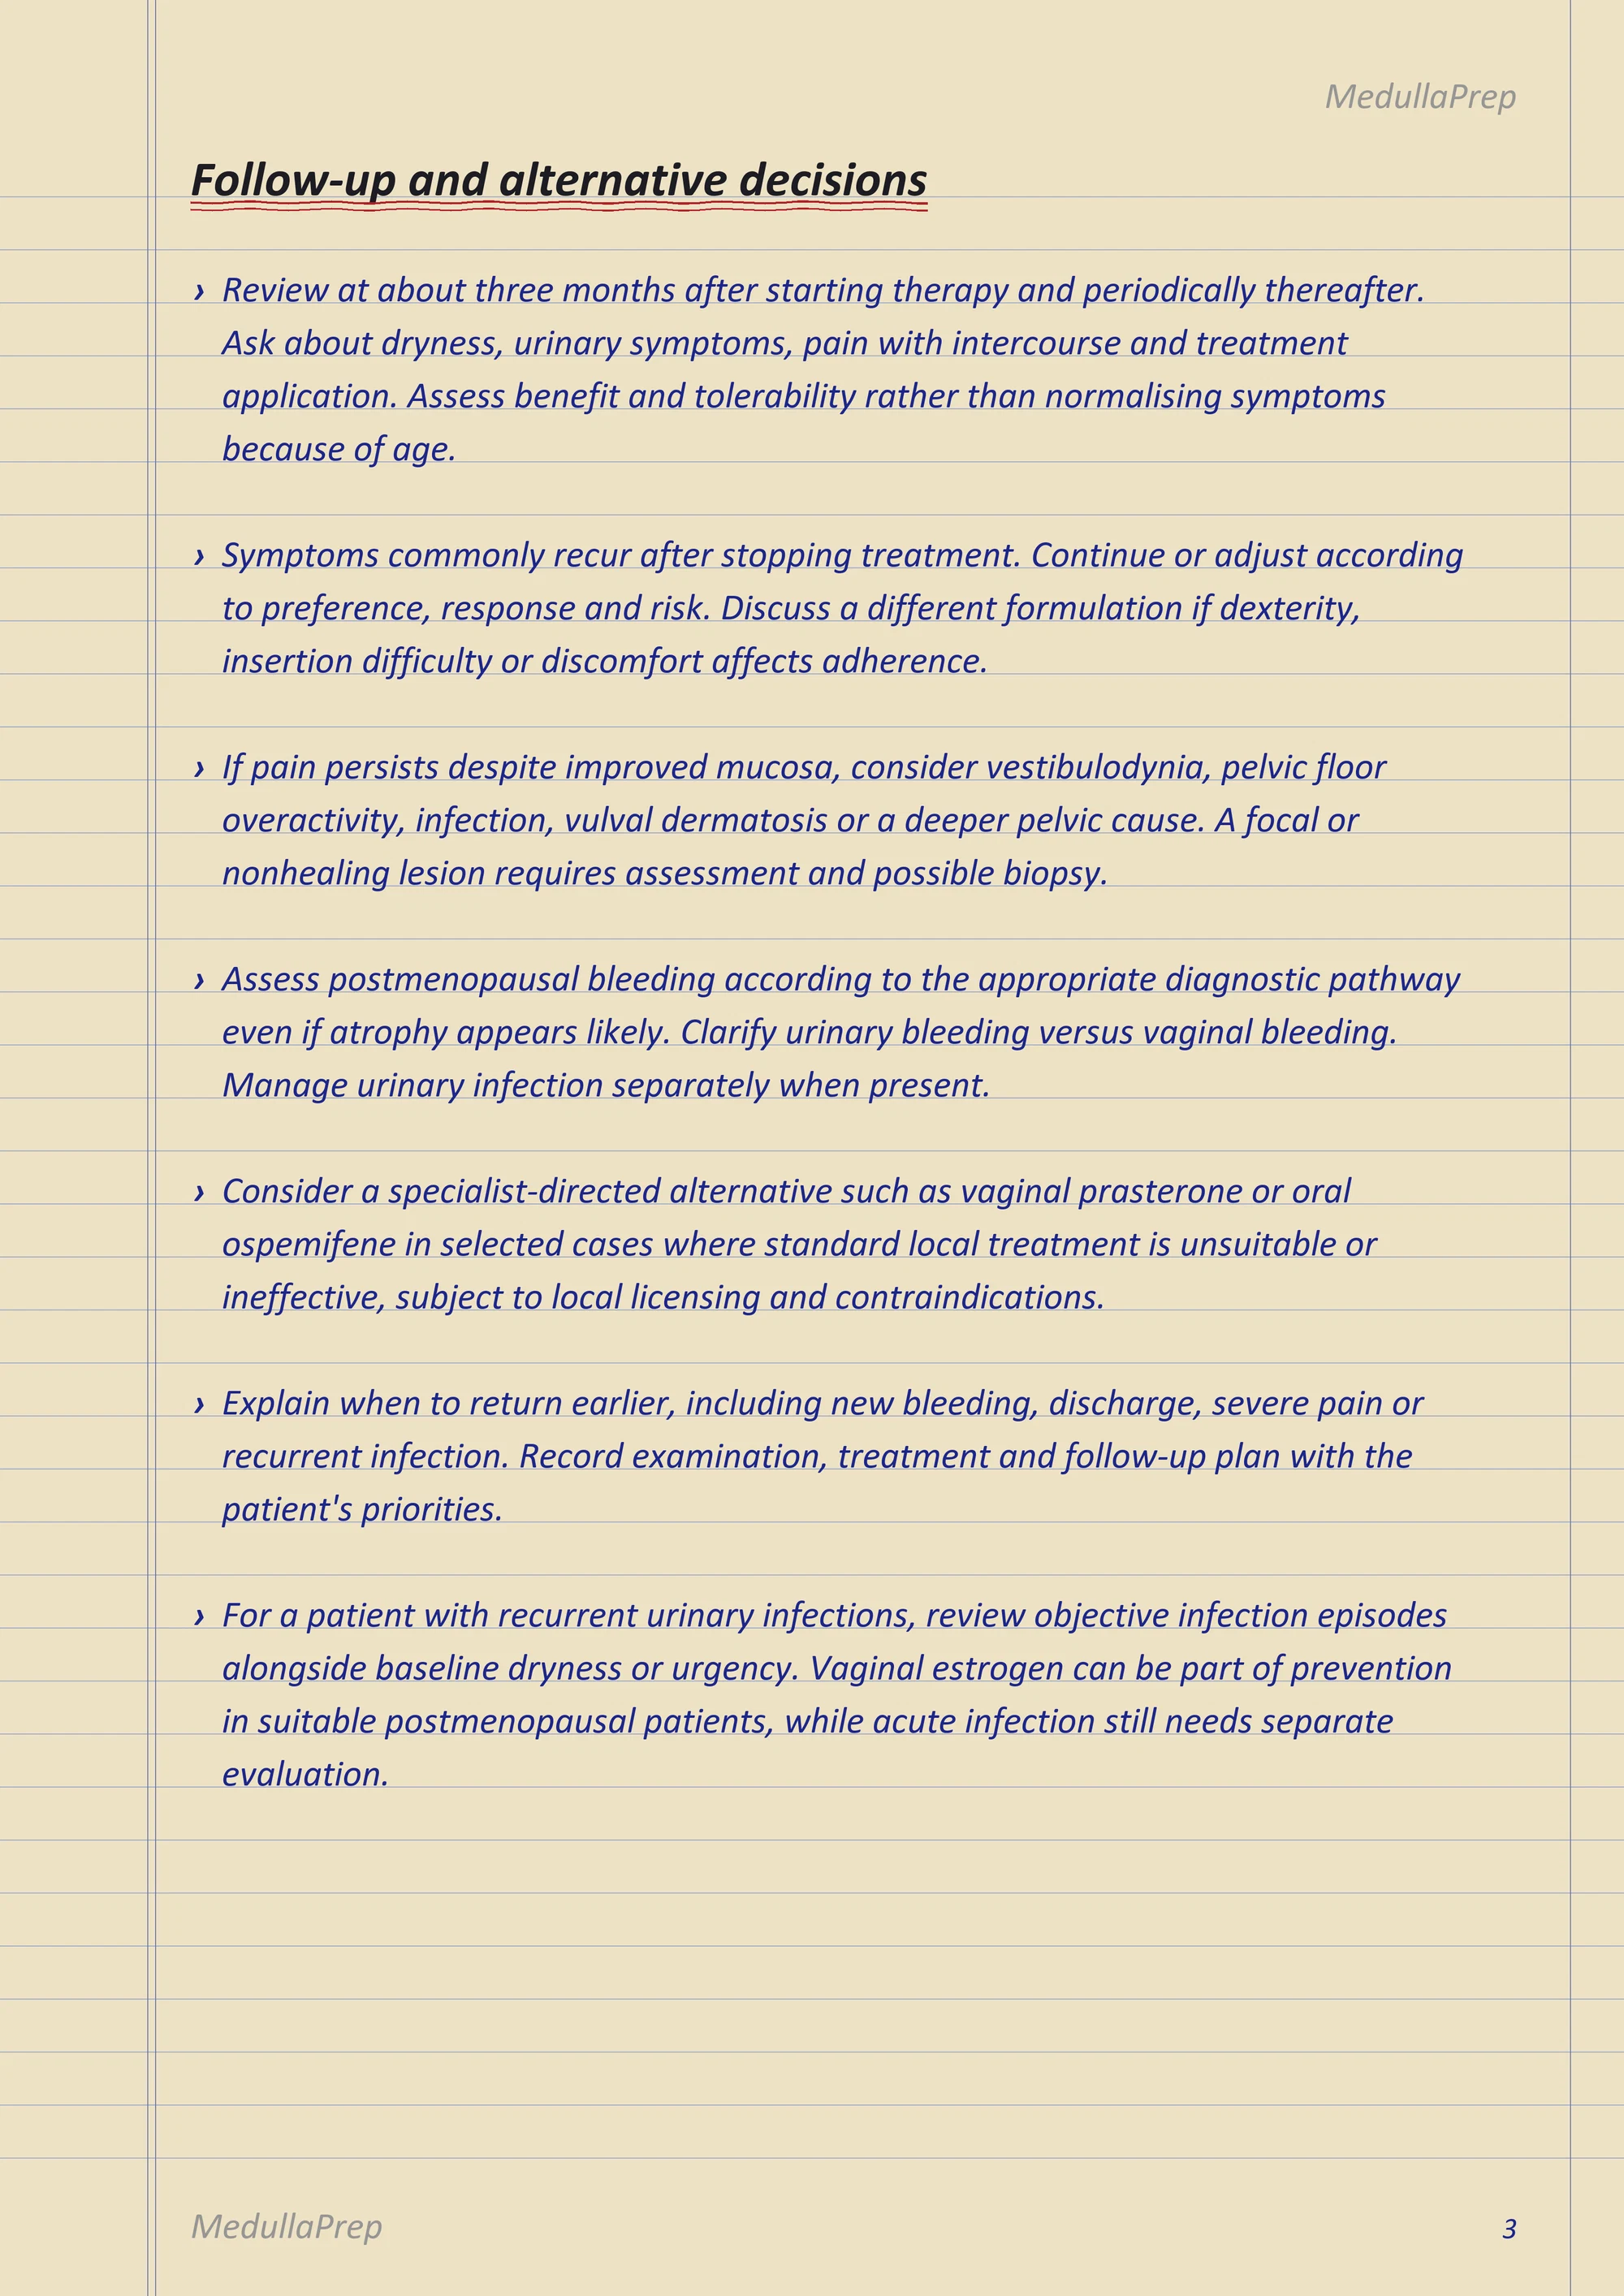 MedullaPrep
Follow-up and alternative decisions
› Review at about three months after starting therapy and periodically thereafter.
Ask about dryness, urinary symptoms, pain with intercourse and treatment
application. Assess benefit and tolerability rather than normalising symptoms
because of age.
› Symptoms commonly recur after stopping treatment. Continue or adjust according
to preference, response and risk. Discuss a different formulation if dexterity,
insertion difficulty or discomfort affects adherence.
› If pain persists despite improved mucosa, consider vestibulodynia, pelvic floor
overactivity, infection, vulval dermatosis or a deeper pelvic cause. A focal or
nonhealing lesion requires assessment and possible biopsy.
› Assess postmenopausal bleeding according to the appropriate diagnostic pathway
even if atrophy appears likely. Clarify urinary bleeding versus vaginal bleeding.
Manage urinary infection separately when present.
› Consider a specialist-directed alternative such as vaginal prasterone or oral
ospemifene in selected cases where standard local treatment is unsuitable or
ineffective, subject to local licensing and contraindications.
› Explain when to return earlier, including new bleeding, discharge, severe pain or
recurrent infection. Record examination, treatment and follow-up plan with the
patient's priorities.
› For a patient with recurrent urinary infections, review objective infection episodes
alongside baseline dryness or urgency. Vaginal estrogen can be part of prevention
in suitable postmenopausal patients, while acute infection still needs separate
evaluation.
MedullaPrep
3